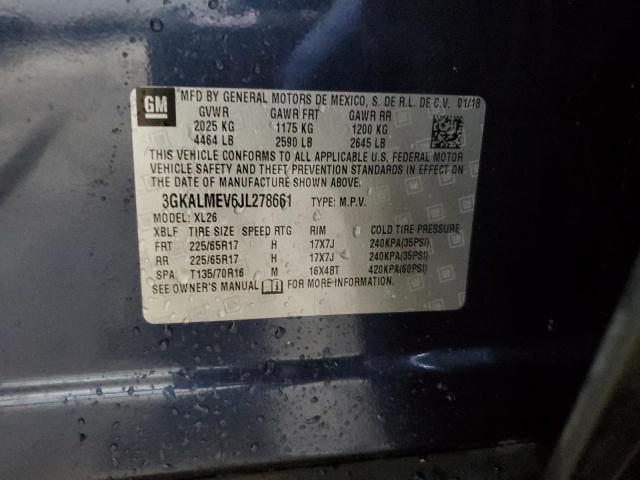 GM
MFD BY GENERAL MOTORS DE MEXICO, S. DE R.L. DE C.V. 01/18
GVWR GAWR FRT GAWR RR
2025 KG 1175 KG 1200 KG
4464 LB 2590 LB 2645 LB
THIS VEHICLE CONFORMS TO ALL APPLICABLE U.S. FEDERAL MOTOR
VEHICLE SAFETY AND THEFT PREVENTION STANDARDS IN EFFECT
ON THE DATE OF MANUFACTURE SHOWN ABOVE.
3GKALMEV6JL278661 TYPE: M.P.V.
MODEL: XL26
XBLF TIRE SIZE SPEED RTG RIM COLD TIRE PRESSURE
FRT 225/65R17 H 17X7J 240KPA(35PSI)
RR 225/65R17 H 17X7J 240KPA(35PSI)
SPA T135/70R16 M 16X4BT 420KPA(60PSI)
SEE OWNER'S MANUAL FOR MORE INFORMATION.